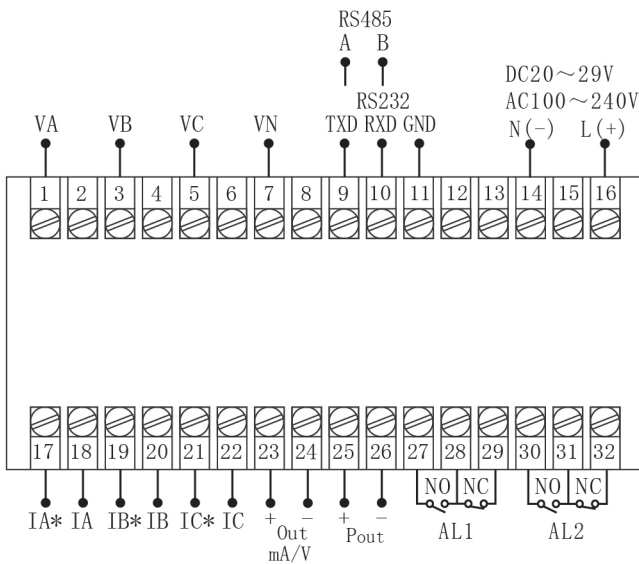 RS485
A B
DC20～29V
RS232 AC100～240V
VA VB VC VN TXD RXD GND N(-) L(+)
1 2 3 4 5 6 7 8 9 10 11 12 13 14 15 16
17 18 19 20 21 22 23 24 25 26 27 28 29 30 31 32
NO NC NO NC
IA* IA IB* IB IC* IC + - + -
Out Pout AL1 AL2
mA/V